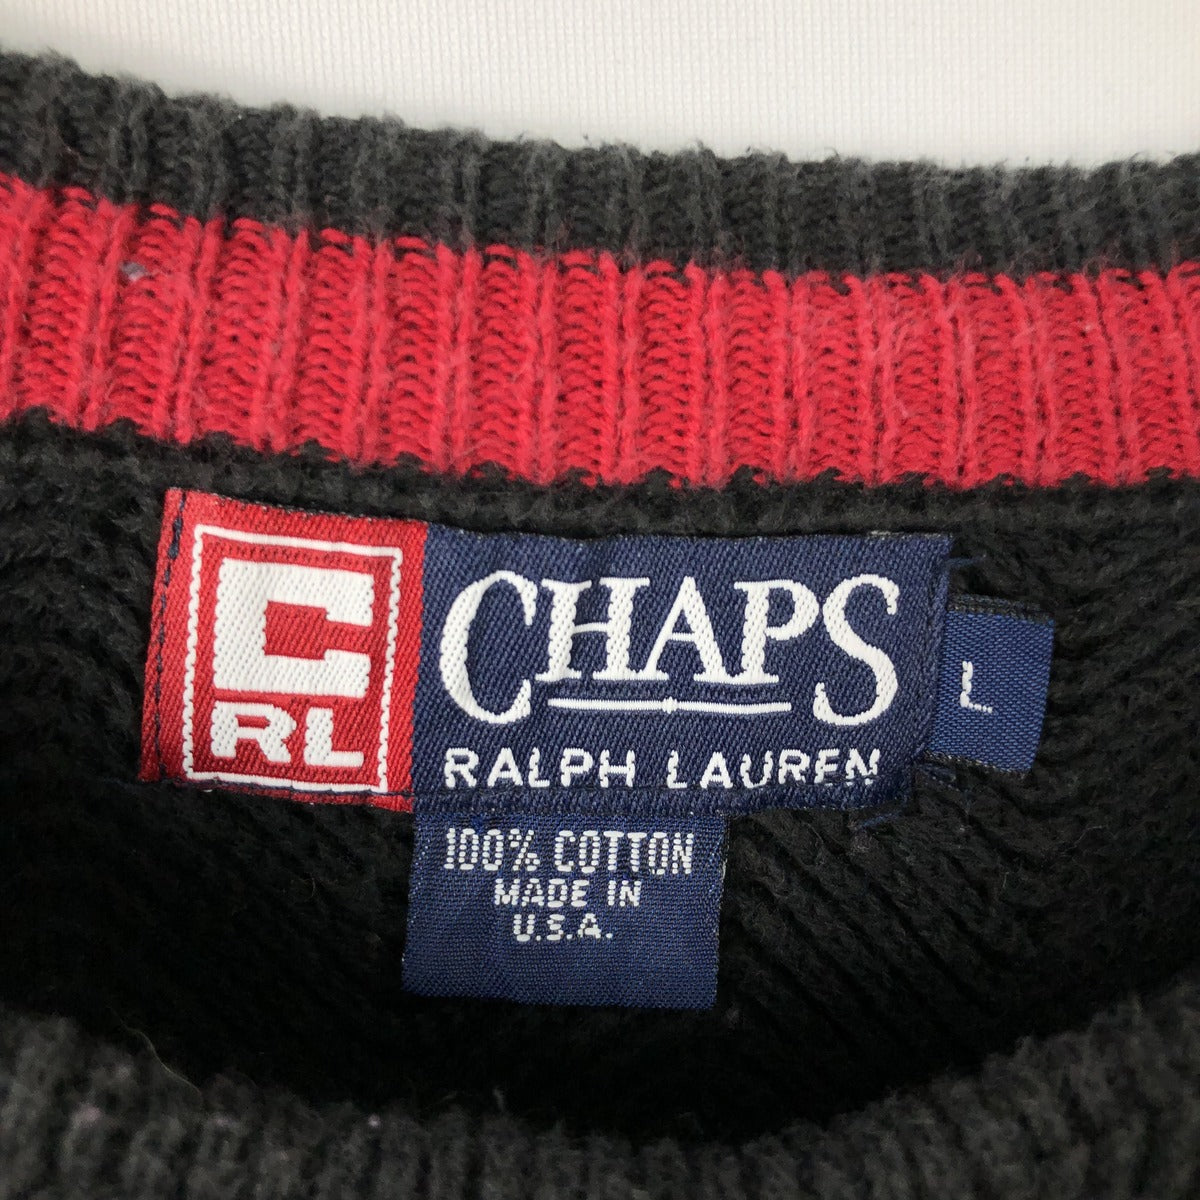 C
RL
CHAPS
RALPH LAUREN
L
100% COTTON
MADE IN
U.S.A.